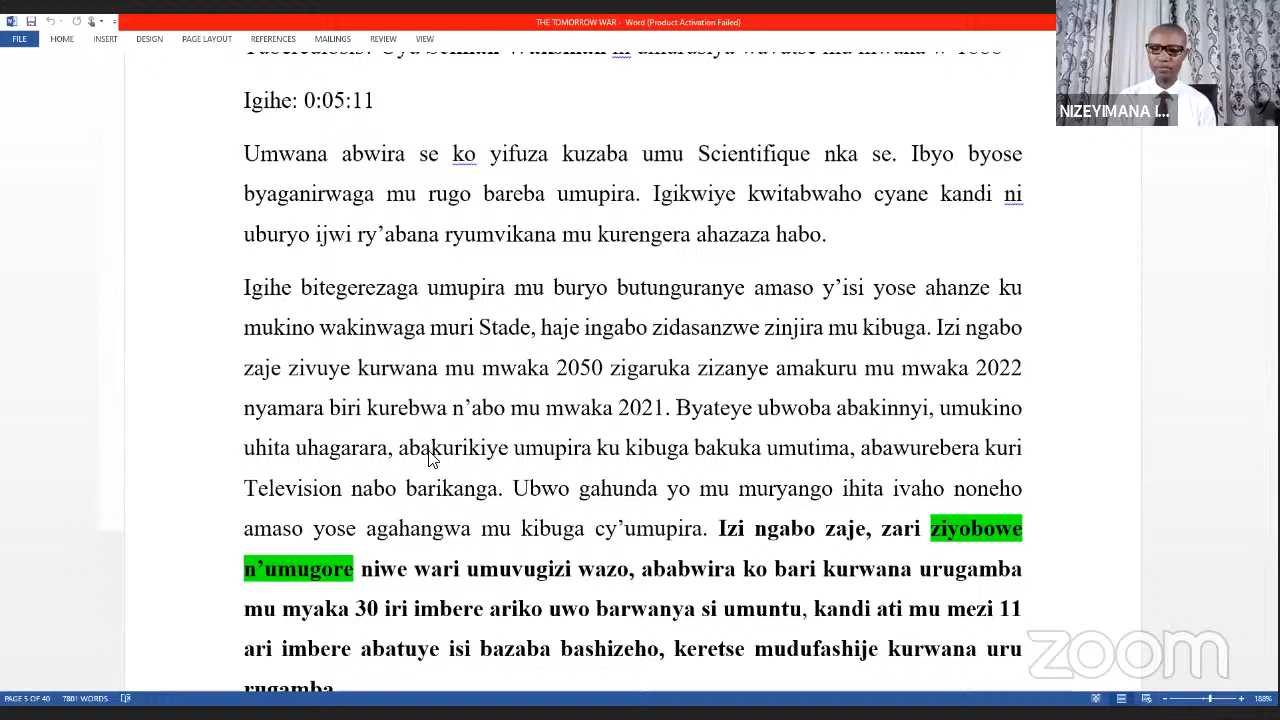 THE TOMORROW WAR - Word (Product Activation Failed)
FILE HOME INSERT DESIGN PAGE LAYOUT REFERENCES MAILINGS REVIEW VIEW
NIZEYIMANA I...
Igihe: 0:05:11
Umwana abwira se ko yifuza kuzaba umu Scientifique nka se. Ibyo byose
byaganirwaga mu rugo bareba umupira. Igikwiye kwitabwaho cyane kandi ni
uburyo ijwi ry’abana ryumvikana mu kurengera ahazaza habo.
Igihe bitegerezaga umupira mu buryo butunguranye amaso y’isi yose ahanze ku
mukino wakinwaga muri Stade, haje ingabo zidasanzwe zinjira mu kibuga. Izi ngabo
zaje zivuye kurwana mu mwaka 2050 zigaruka zizanye amakuru mu mwaka 2022
nyamara biri kurebwa n’abo mu mwaka 2021. Byateye ubwoba abakinnyi, umukino
uhita uhagarara, abakurikiye umupira ku kibuga bakuka umutima, abawurebera kuri
Television nabo barikanga. Ubwo gahunda yo mu muryango ihita ivaho noneho
amaso yose agahangwa mu kibuga cy’umupira. Izi ngabo zaje, zari ziyobowe
n’umugore niwe wari umuvugizi wazo, ababwira ko bari kurwana urugamba
mu myaka 30 iri imbere ariko uwo barwanya si umuntu, kandi ati mu mezi 11
ari imbere abatuye isi bazaba bashizeho, keretse mudufashije kurwana uru
rugamba
zoom
PAGE 5 OF 40 7801 WORDS 188%